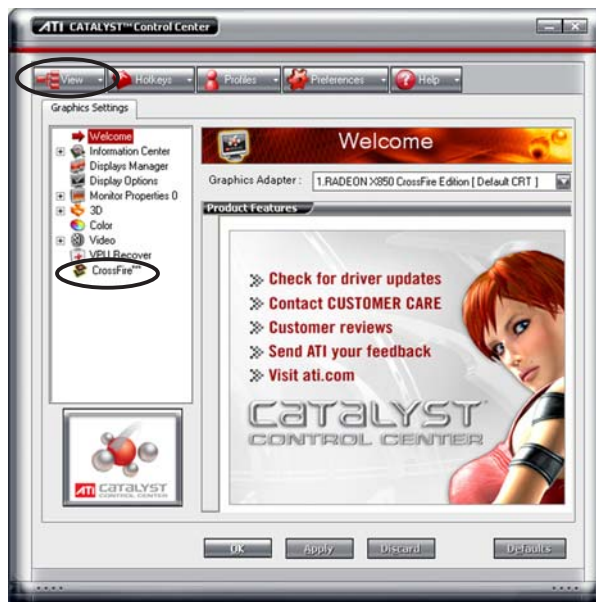 ATI CATALYST™ Control Center
View
Hotkeys
Profiles
Preferences
Help
Graphics Settings
Welcome
Information Center
Displays Manager
Display Options
Monitor Properties 0
3D
Color
Video
VPU Recover
CrossFire™
Welcome
Graphics Adapter :
1.RADEON X850 CrossFire Edition [ Default CRT ]
Product Features
Check for driver updates
Contact CUSTOMER CARE
Customer reviews
Send ATI your feedback
Visit ati.com
CATALYST
CONTROL CENTER
ATI CATALYST
CONTROL CENTER
OK
Apply
Discard
Defaults